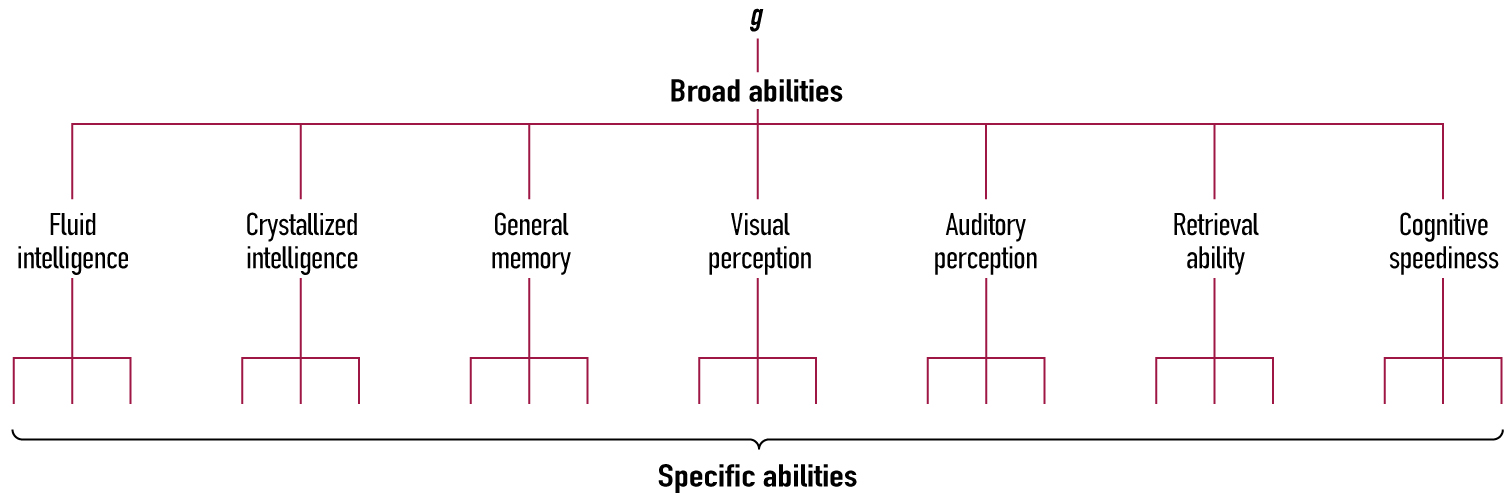 g
Broad abilities
Fluid
intelligence
Crystallized
intelligence
General
memory
Visual
perception
Auditory
perception
Retrieval
ability
Cognitive
speediness
Specific abilities